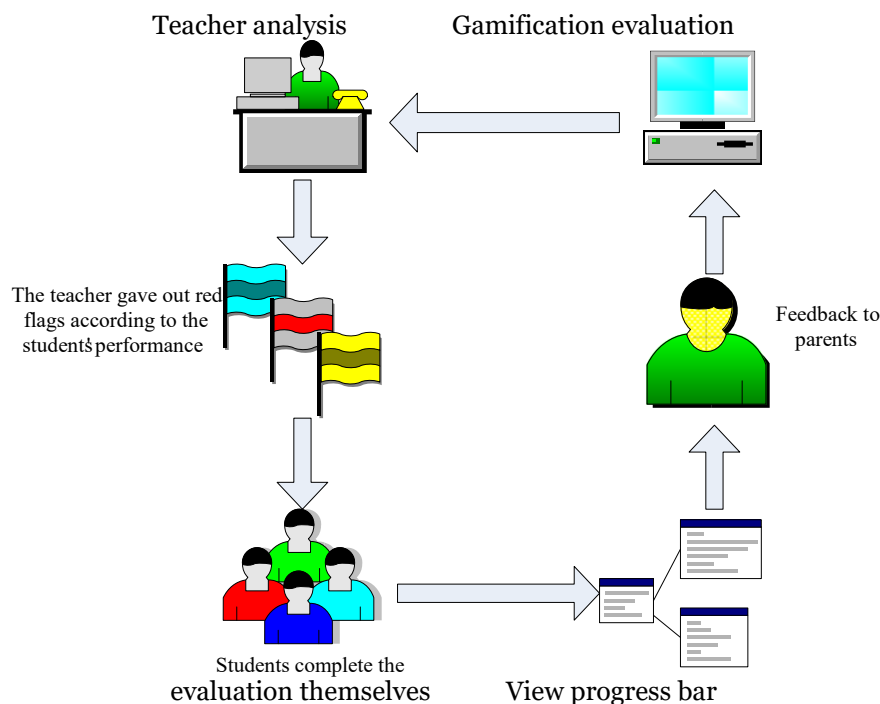 Teacher analysis
Gamification evaluation
The teacher gave out red
flags according to the
students' performance
Feedback to
parents
Students complete the
evaluation themselves
View progress bar